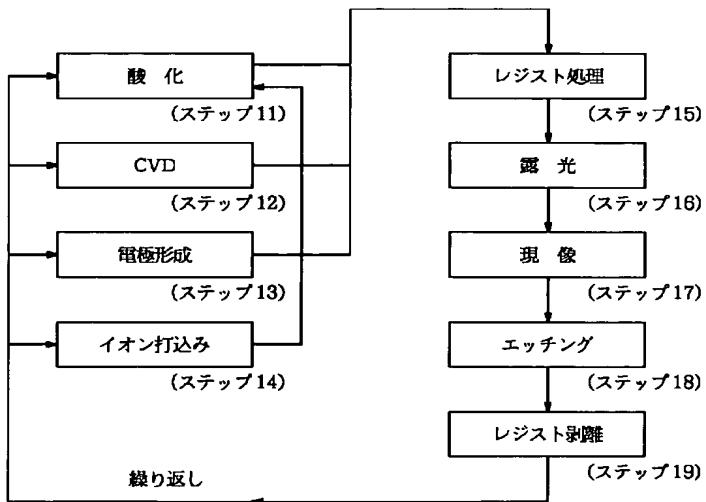 酸 化
(ステップ11)
CVD
(ステップ12)
電極形成
(ステップ13)
イオン打込み
(ステップ14)
レジスト処理
(ステップ15)
露 光
(ステップ16)
現 像
(ステップ17)
エッチング
(ステップ18)
レジスト剥離
(ステップ19)
繰り返し